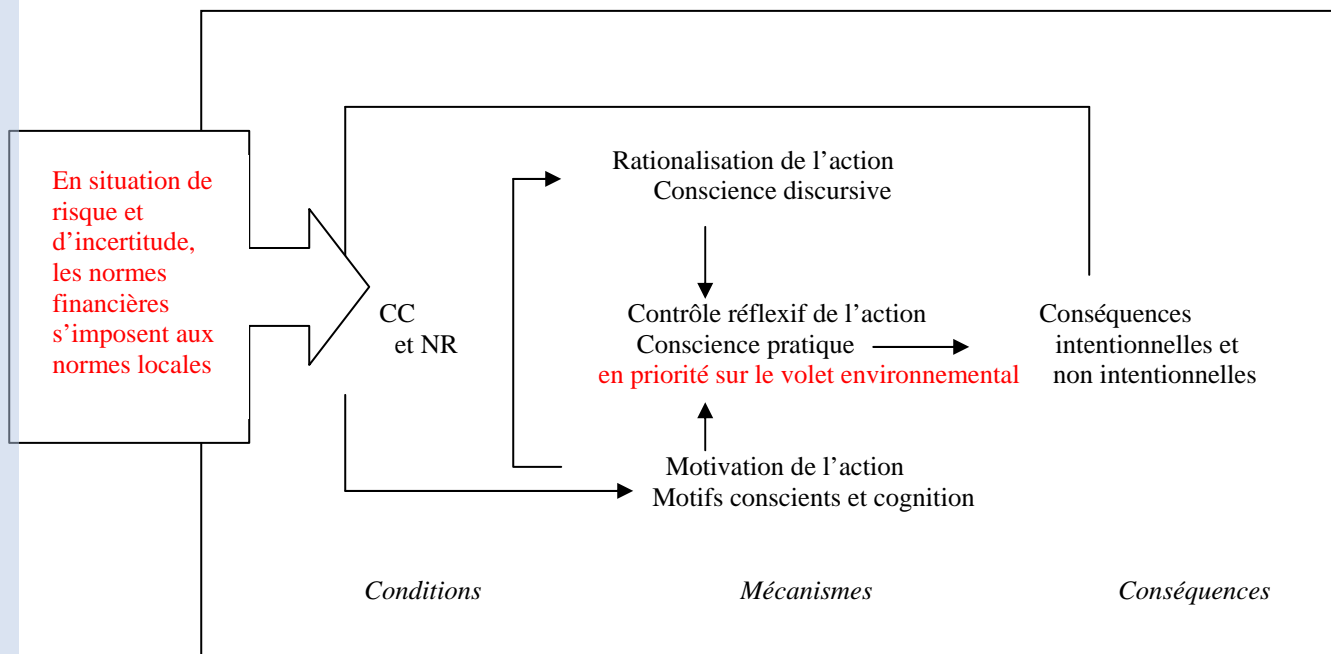 En situation de
risque et
d’incertitude,
les normes
financières
s’imposent aux
normes locales
CC
et NR
Rationalisation de l’action
Conscience discursive
Contrôle réflexif de l’action
Conscience pratique
en priorité sur le volet environnemental
Motivation de l’action
Motifs conscients et cognition
Conséquences
intentionnelles et
non intentionnelles
Conditions
Mécanismes
Conséquences